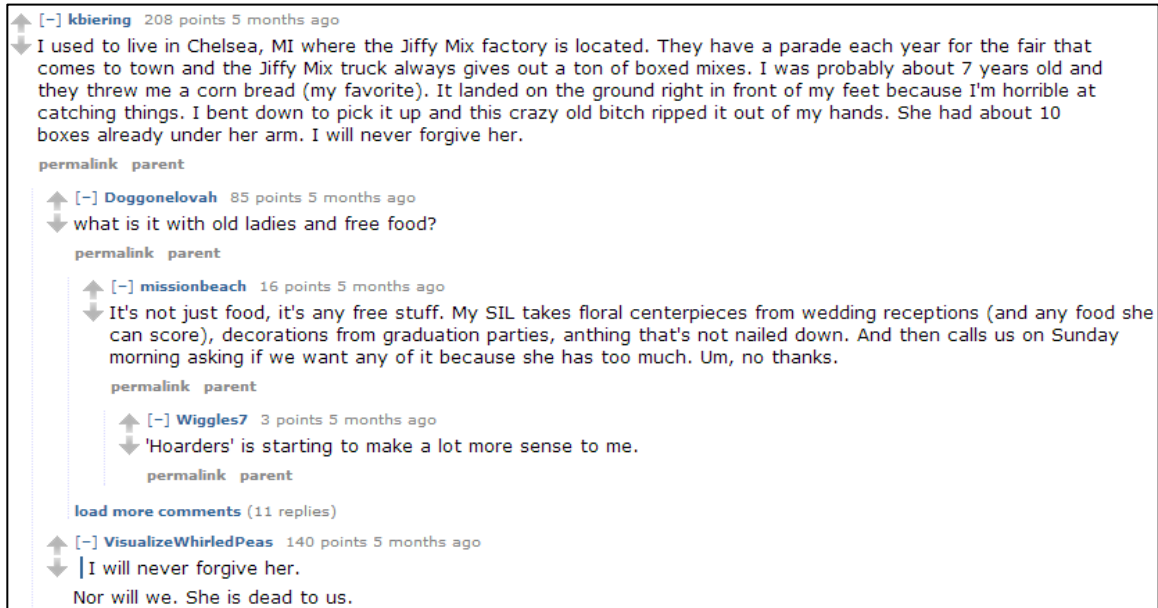 [−] kbiering 208 points 5 months ago
I used to live in Chelsea, MI where the Jiffy Mix factory is located. They have a parade each year for the fair that
comes to town and the Jiffy Mix truck always gives out a ton of boxed mixes. I was probably about 7 years old and
they threw me a corn bread (my favorite). It landed on the ground right in front of my feet because I'm horrible at
catching things. I bent down to pick it up and this crazy old bitch ripped it out of my hands. She had about 10
boxes already under her arm. I will never forgive her.
permalink parent
[−] Doggonelovah 85 points 5 months ago
what is it with old ladies and free food?
permalink parent
[−] missionbeach 16 points 5 months ago
It's not just food, it's any free stuff. My SIL takes floral centerpieces from wedding receptions (and any food she
can score), decorations from graduation parties, anthing that's not nailed down. And then calls us on Sunday
morning asking if we want any of it because she has too much. Um, no thanks.
permalink parent
[−] Wiggles7 3 points 5 months ago
'Hoarders' is starting to make a lot more sense to me.
permalink parent
load more comments (11 replies)
[−] VisualizeWhirledPeas 140 points 5 months ago
I will never forgive her.
Nor will we. She is dead to us.